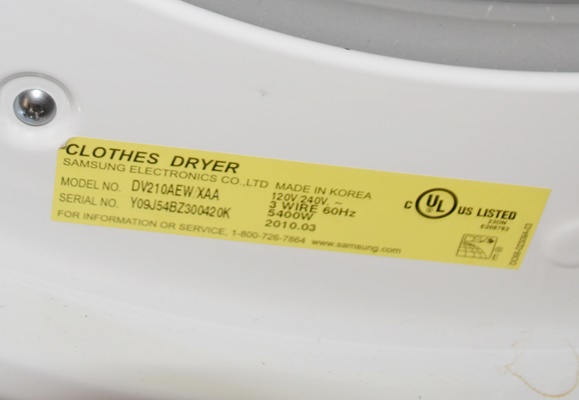 CLOTHES DRYER
SAMSUNG ELECTRONICS CO.,LTD MADE IN KOREA
MODEL NO. DV210AEW/XAA 120V 240V. ~
SERIAL NO. Y09J54BZ300420K 3 WIRE 60Hz
5400W
2010.03
FOR INFORMATION OR SERVICE, 1-800-726-7864 www.samsung.com
C UL US LISTED